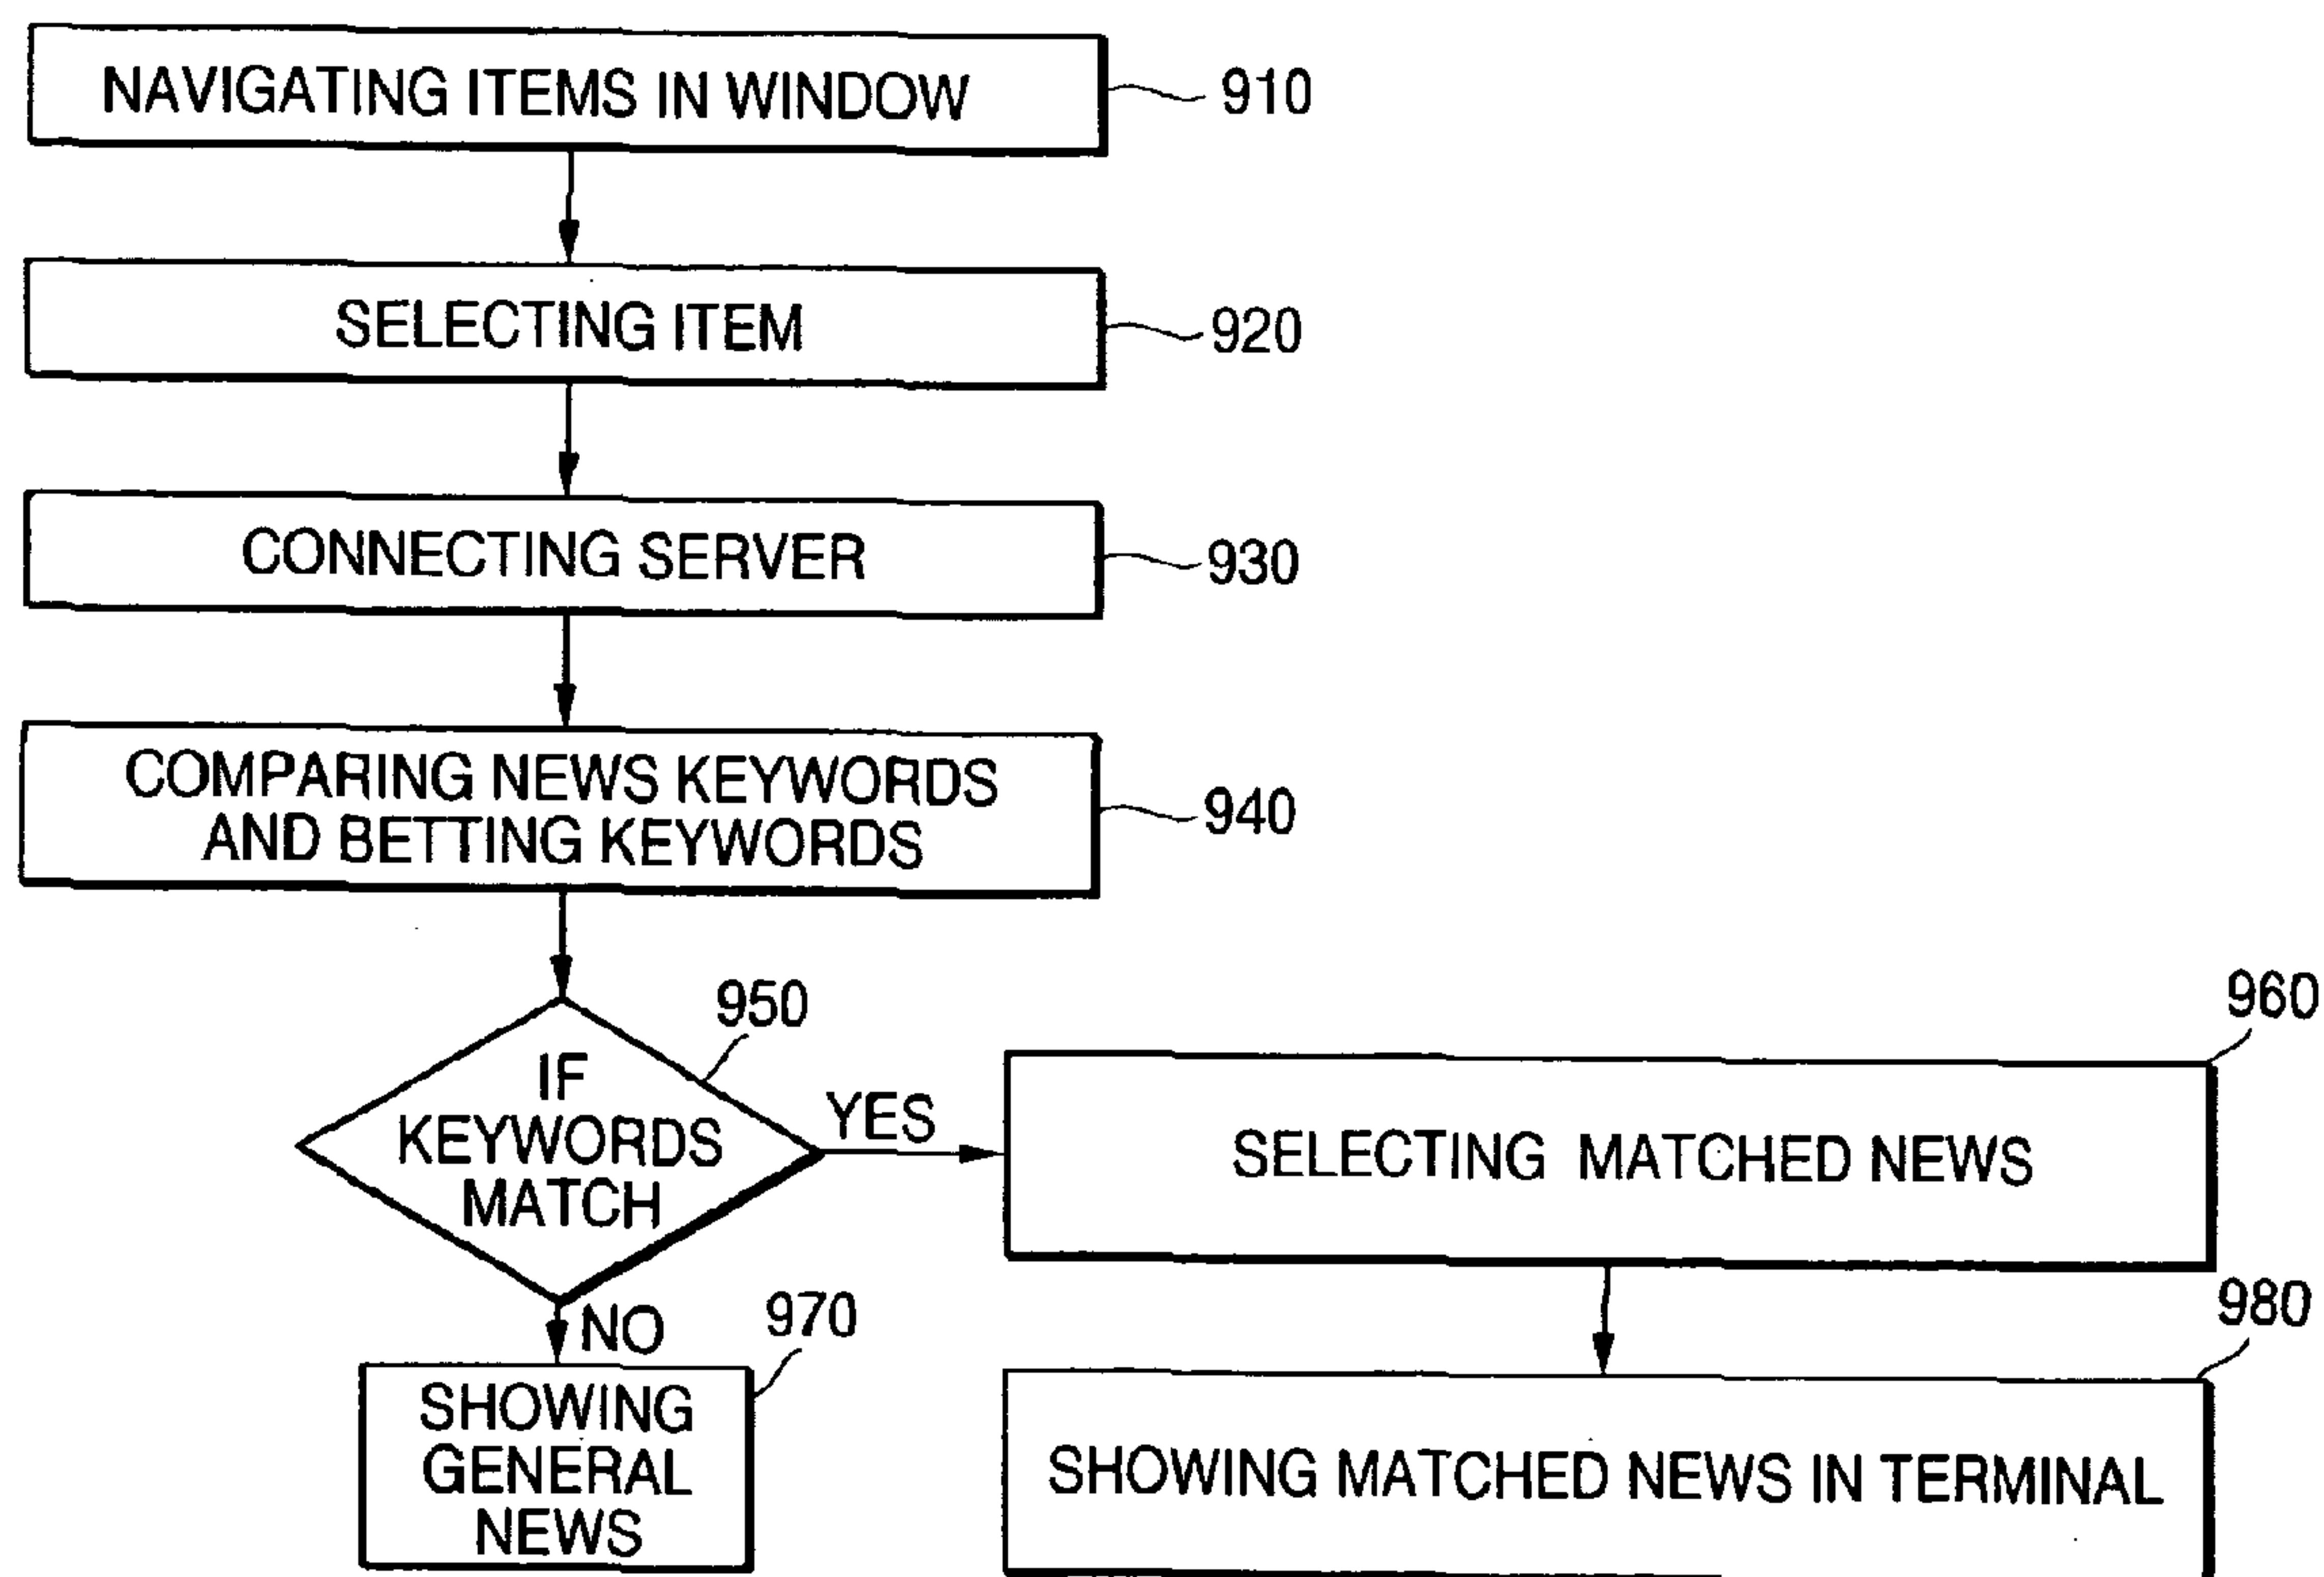 NAVIGATING ITEMS IN WINDOW
910
SELECTING ITEM
920
CONNECTING SERVER
930
COMPARING NEWS KEYWORDS
AND BETTING KEYWORDS
940
950
IF
KEYWORDS
MATCH
YES
960
SELECTING MATCHED NEWS
NO
970
SHOWING
GENERAL
NEWS
980
SHOWING MATCHED NEWS IN TERMINAL